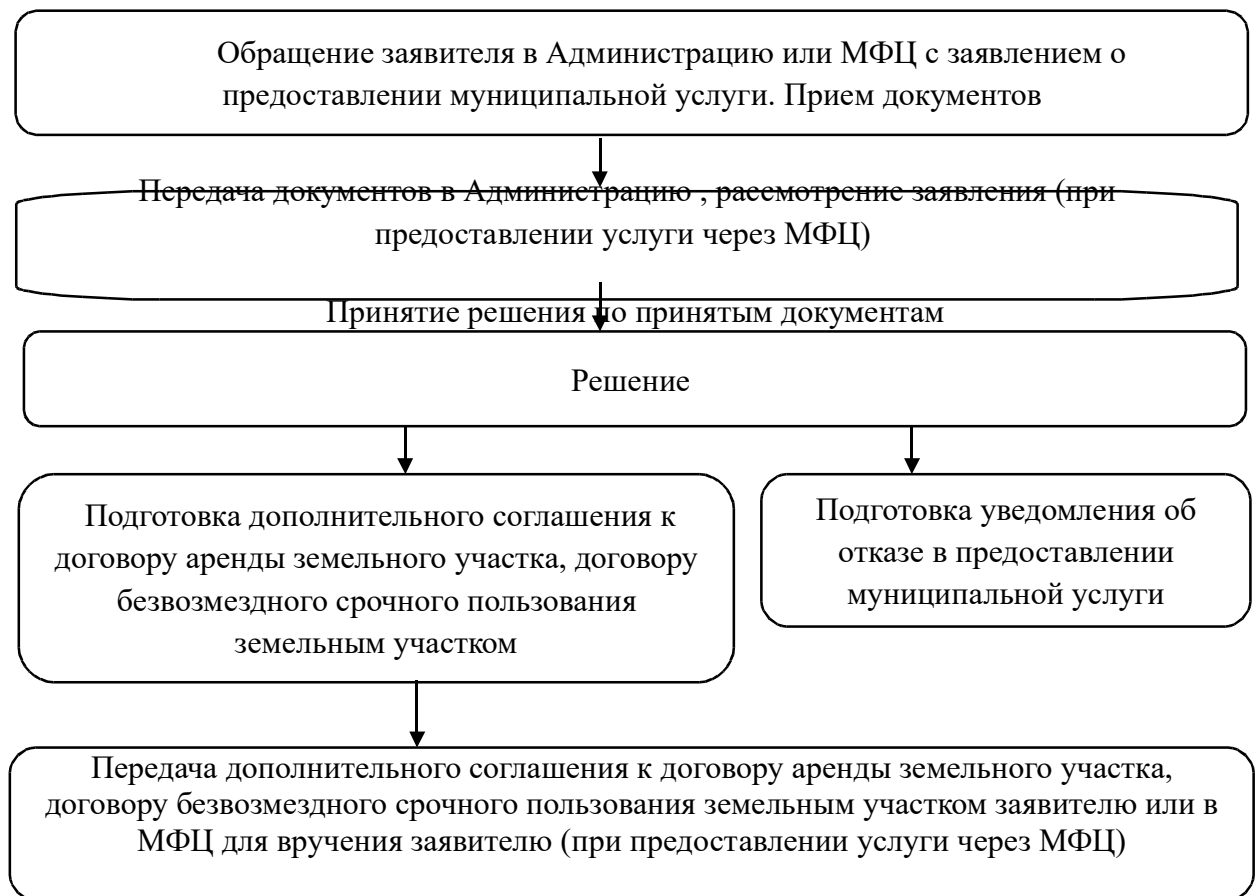 Обращение заявителя в Администрацию или МФЦ с заявлением о
предоставлении муниципальной услуги. Прием документов
Передача документов в Администрацию , рассмотрение заявления (при
предоставлении услуги через МФЦ)
Принятие решения по принятым документам
Решение
Подготовка дополнительного соглашения к
договору аренды земельного участка, договору
безвозмездного срочного пользования
земельным участком
Подготовка уведомления об
отказе в предоставлении
муниципальной услуги
Передача дополнительного соглашения к договору аренды земельного участка,
договору безвозмездного срочного пользования земельным участком заявителю или в
МФЦ для вручения заявителю (при предоставлении услуги через МФЦ)